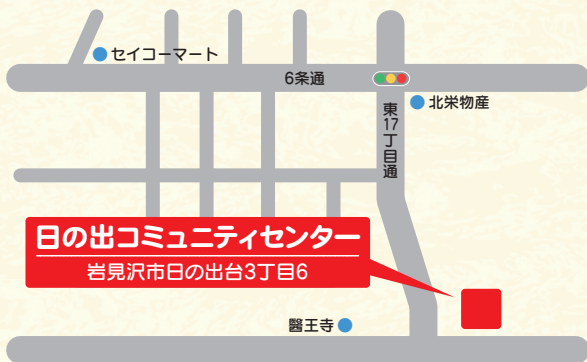 セイコーマート
6条通
北栄物産
東17丁目通
日の出コミュニティセンター
岩見沢市日の出台3丁目6
醫王寺